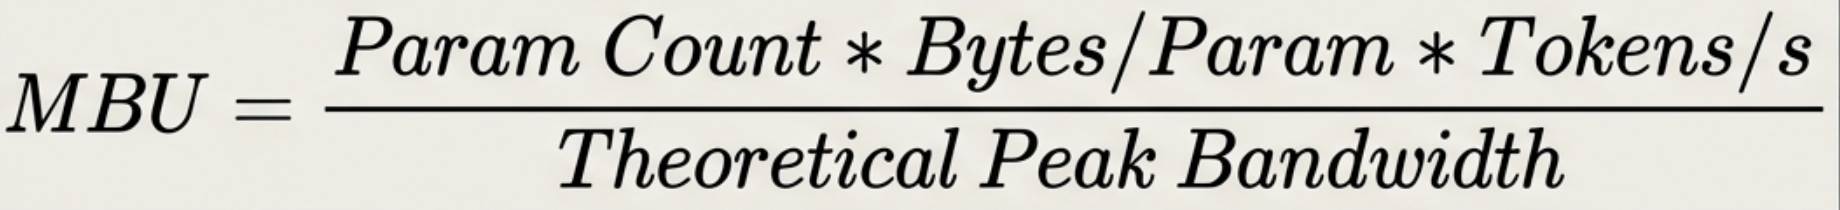 MBU = Param Count * Bytes/Param * Tokens/s
Theoretical Peak Bandwidth